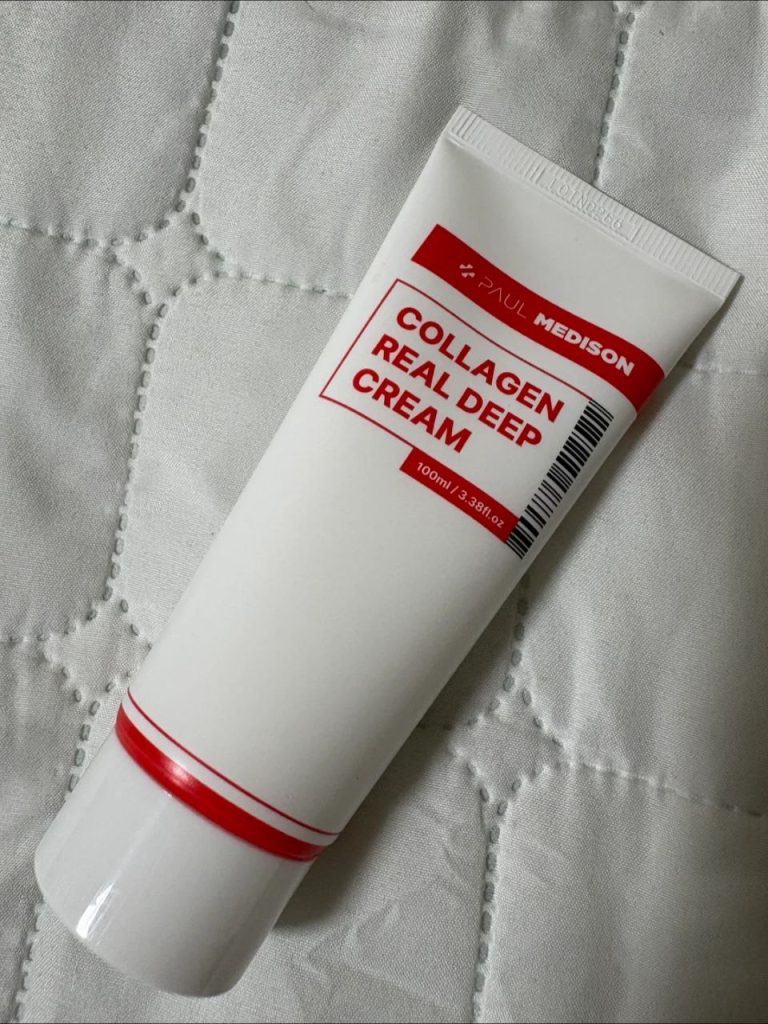 PAUL MEDISON
COLLAGEN
REAL DEEP
CREAM
100ml / 3.38fl.oz